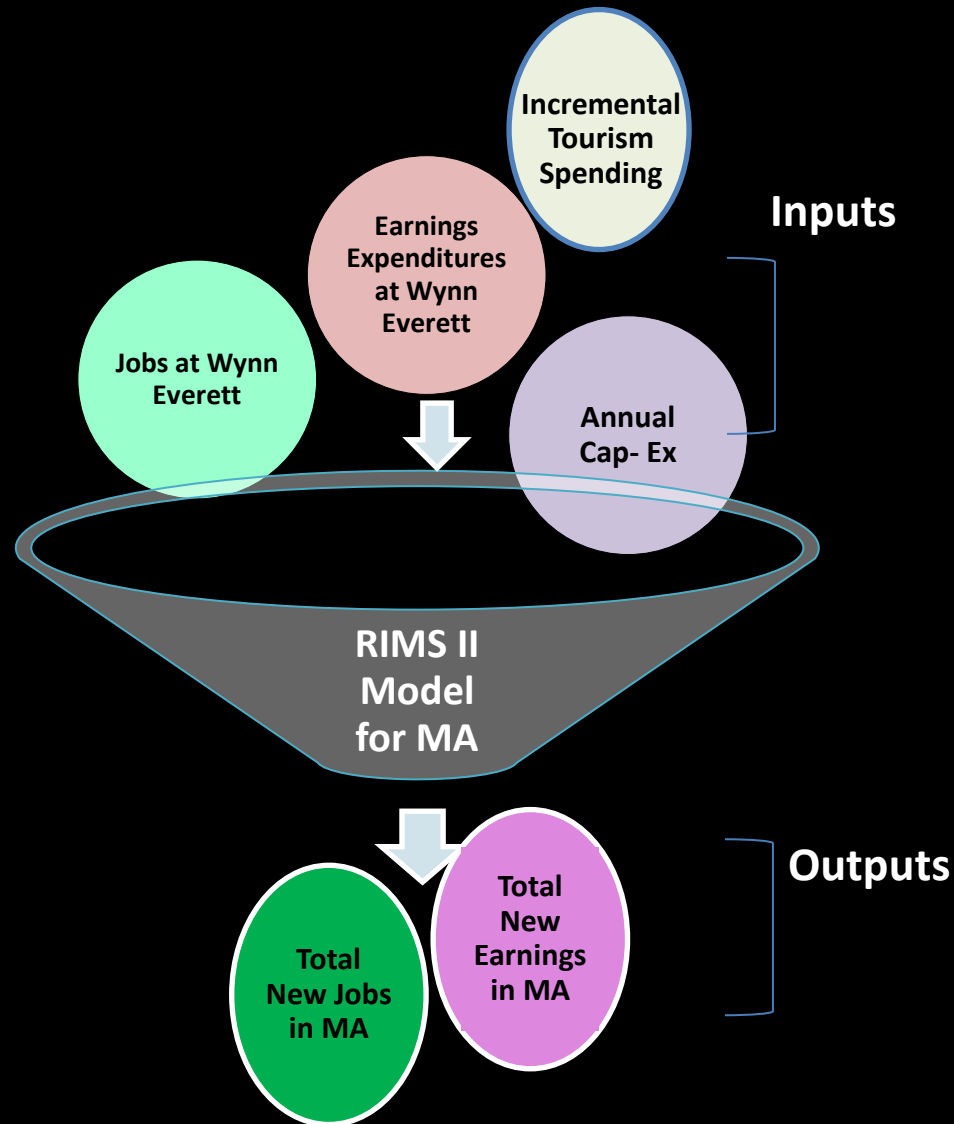 Incremental
Tourism
Spending
Inputs
Earnings
Expenditures
at Wynn
Everett
Jobs at Wynn
Everett
Annual
Cap- Ex
RIMS II
Model
for MA
Outputs
Total
New
Earnings
in MA
Total
New Jobs
in MA